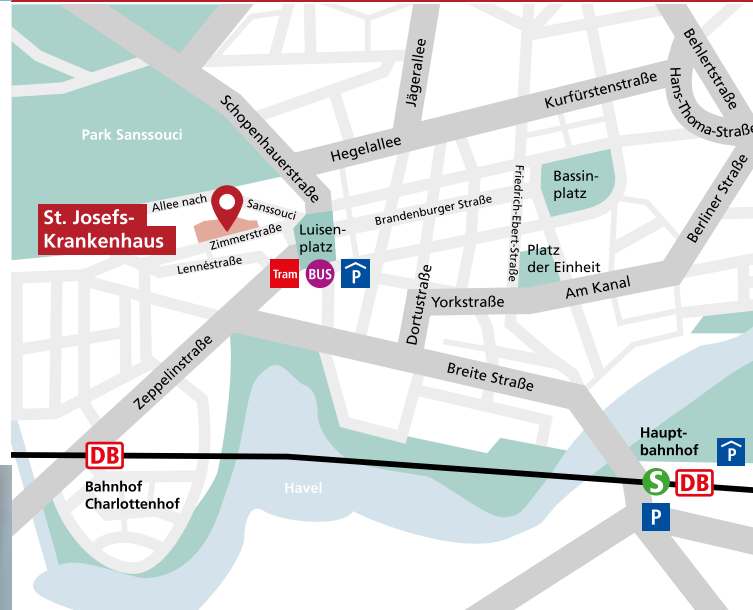 Behlertstraße
Jägerallee
Hans-Thoma-Straße
Kurfürstenstraße
Schopenhauerstraße
Park Sanssouci
Hegelallee
Berliner Straße
Bassin-
platz
Friedrich-Ebert-Straße
Allee nach
Sanssouci
Brandenburger Straße
St. Josefs-
Krankenhaus
Zimmerstraße
Luisen-
platz
Lennéstraße
Platz
der Einheit
Tram
BUS
P
Dortustraße
Yorkstraße
Am Kanal
Zeppelinstraße
Breite Straße
Haupt-
bahnhof
P
DB
Bahnhof
Charlottenhof
Havel
S
DB
P